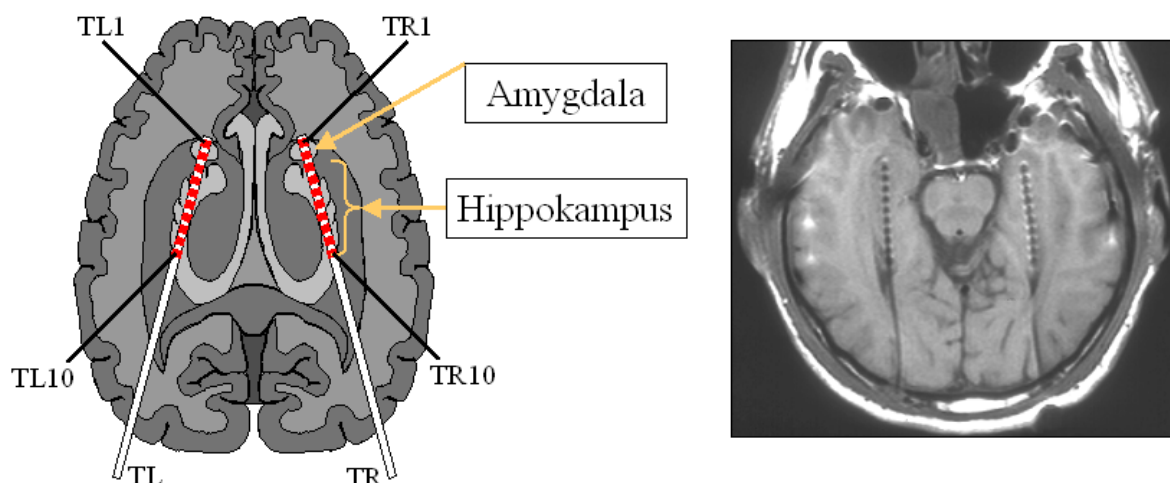 TL1
TR1
Amygdala
Hippokampus
TL10
TR10
TL
TR